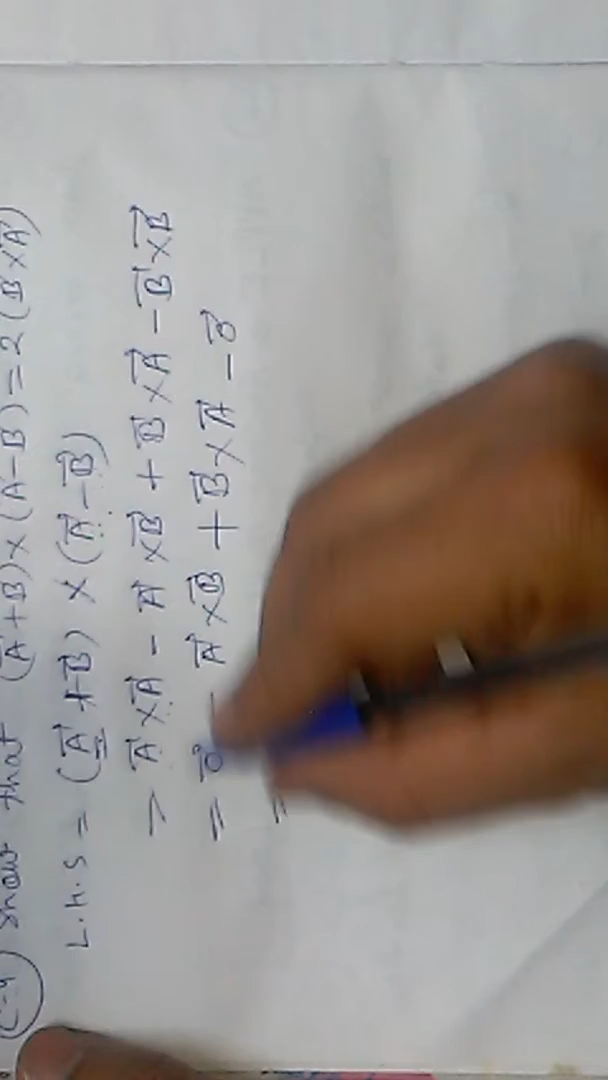 Show that (A⃗+B⃗)×(A⃗-B⃗)=2(B⃗×A⃗)
L.H.S = (A⃗+B⃗)×(A⃗-B⃗)
= A⃗×A⃗ - A⃗×B⃗ + B⃗×A⃗ - B⃗×B⃗
= 0⃗ - A⃗×B⃗ + B⃗×A⃗ - 0⃗
=